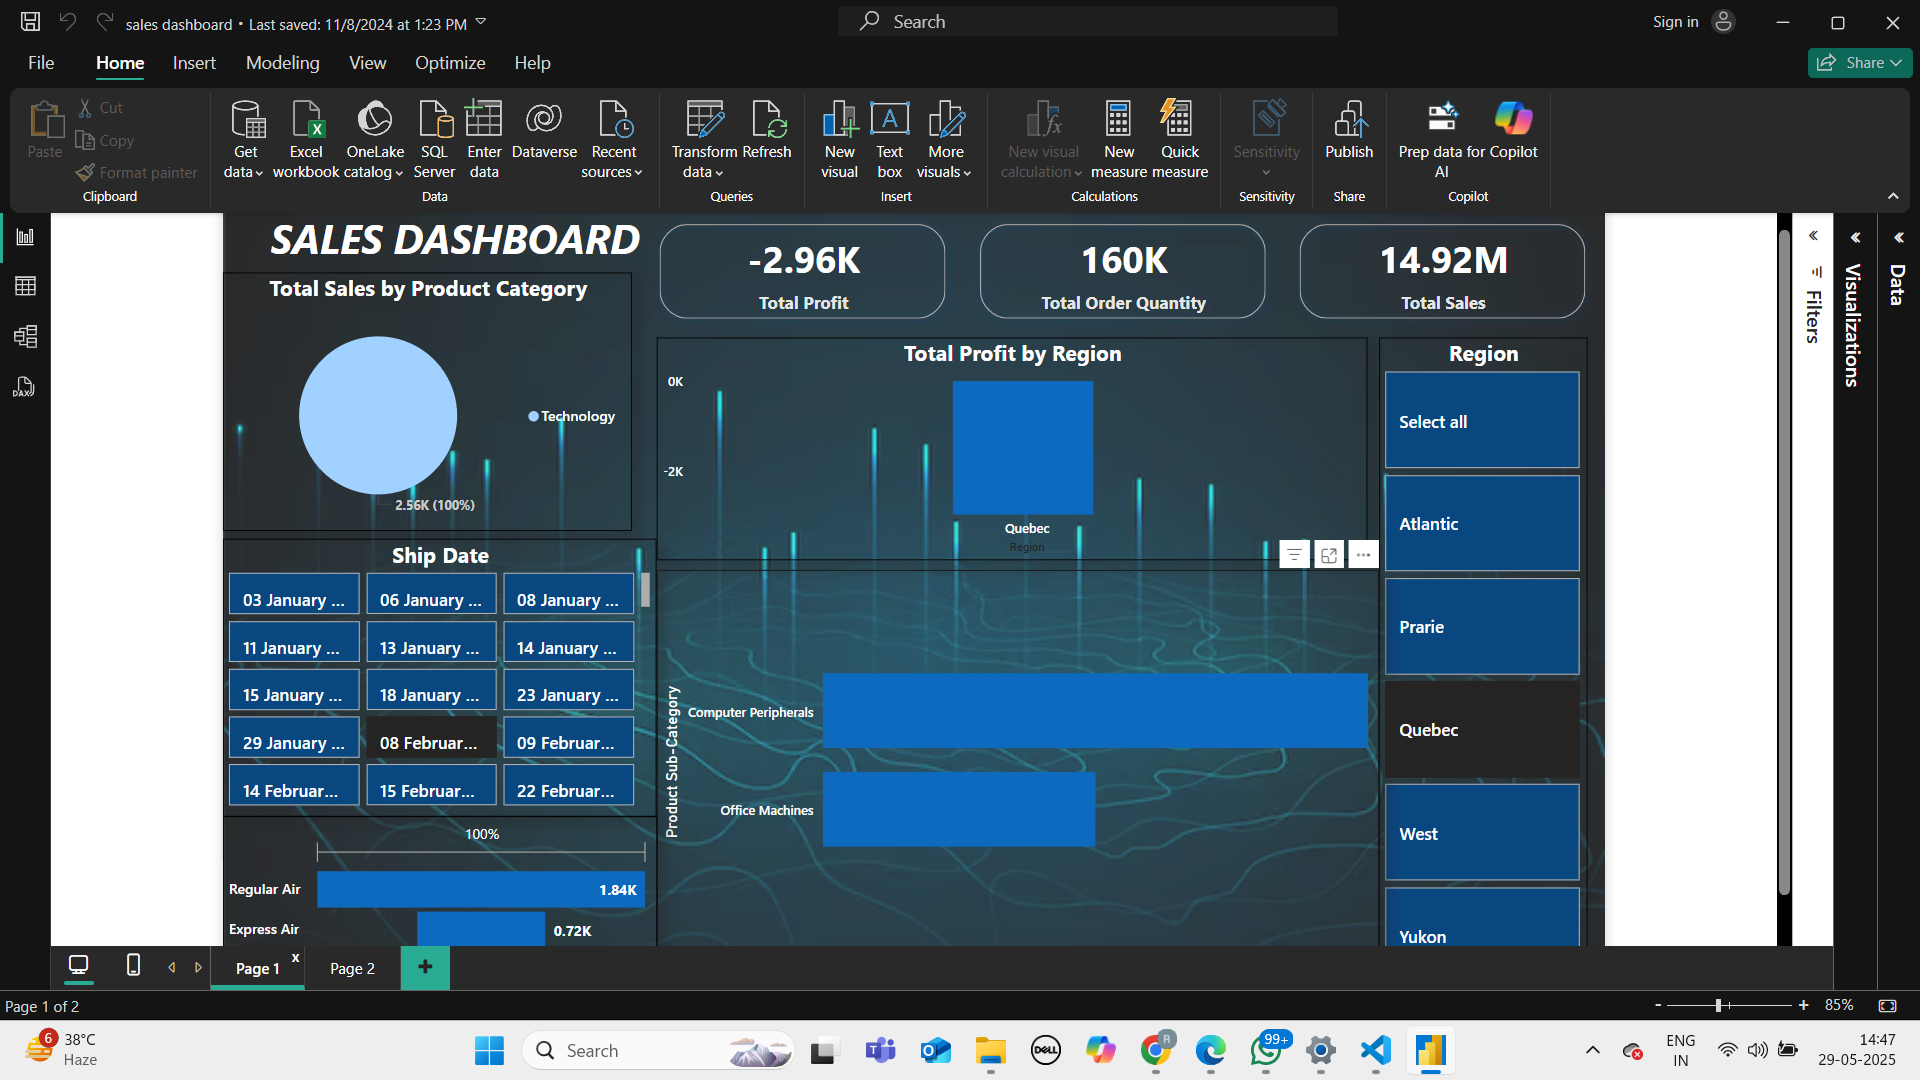 sales dashboard • Last saved: 11/8/2024 at 1:23 PM
Search
Sign in
File
Home
Insert
Modeling
View
Optimize
Help
Share
Paste
Cut
Copy
Format painter
Clipboard
Get data
Excel workbook
OneLake catalog
SQL Server
Enter data
Dataverse
Recent sources
Data
Transform data
Refresh
Queries
New visual
Text box
More visuals
Insert
New visual calculation
New measure
Quick measure
Calculations
Sensitivity
Sensitivity
Publish
Share
Prep data for AI
Copilot
Copilot
DAX
SALES DASHBOARD
-2.96K
Total Profit
160K
Total Order Quantity
14.92M
Total Sales
Total Sales by Product Category
Technology
2.56K (100%)
Total Profit by Region
0K
-2K
Quebec
Region
Region
Select all
Atlantic
Prarie
Quebec
West
Yukon
Ship Date
03 January ...
06 January ...
08 January ...
11 January ...
13 January ...
14 January ...
15 January ...
18 January ...
23 January ...
29 January ...
08 Februar...
09 Februar...
14 Februar...
15 Februar...
22 Februar...
Product Sub-Category
Computer Peripherals
Office Machines
100%
Regular Air
1.84K
Express Air
0.72K
Filters
Visualizations
Data
Page 1
x
Page 2
+
Page 1 of 2
-
+
85%
6
38°C
Haze
Search
DELL
R
99+
ENG
IN
14:47
29-05-2025